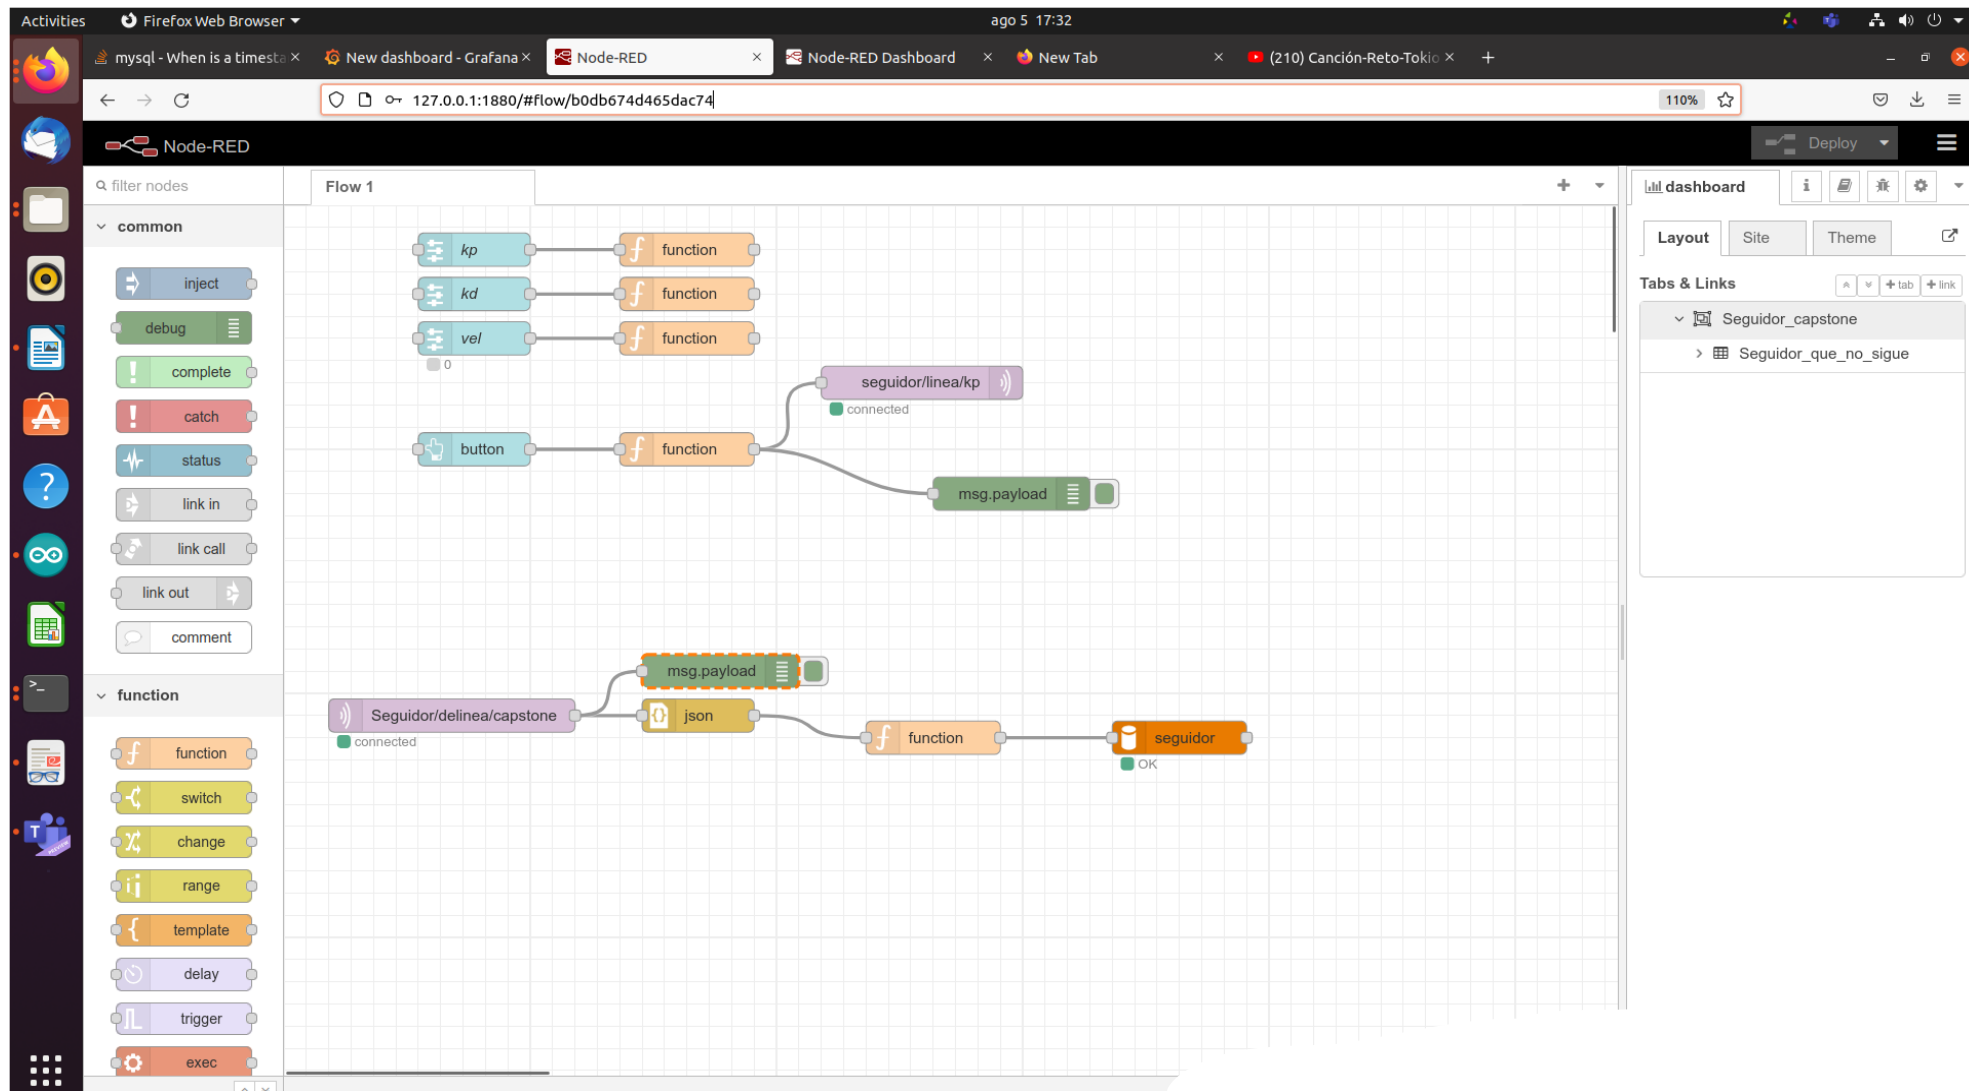 Activities
Firefox Web Browser
ago 5 17:32
mysql - When is a timesta
New dashboard - Grafana
Node-RED
Node-RED Dashboard
New Tab
(210) Canción-Reto-Tokio
127.0.0.1:1880/#flow/b0db674d465dac74
110%
Node-RED
Deploy
filter nodes
common
inject
debug
complete
catch
status
link in
link call
link out
comment
function
function
switch
change
range
template
delay
trigger
exec
Flow 1
kp
function
kd
function
vel
function
0
seguidor/linea/kp
connected
button
function
msg.payload
msg.payload
Seguidor/delinea/capstone
json
connected
function
seguidor
OK
dashboard
i
Layout
Site
Theme
Tabs & Links
+ tab
+ link
Seguidor_capstone
Seguidor_que_no_sigue